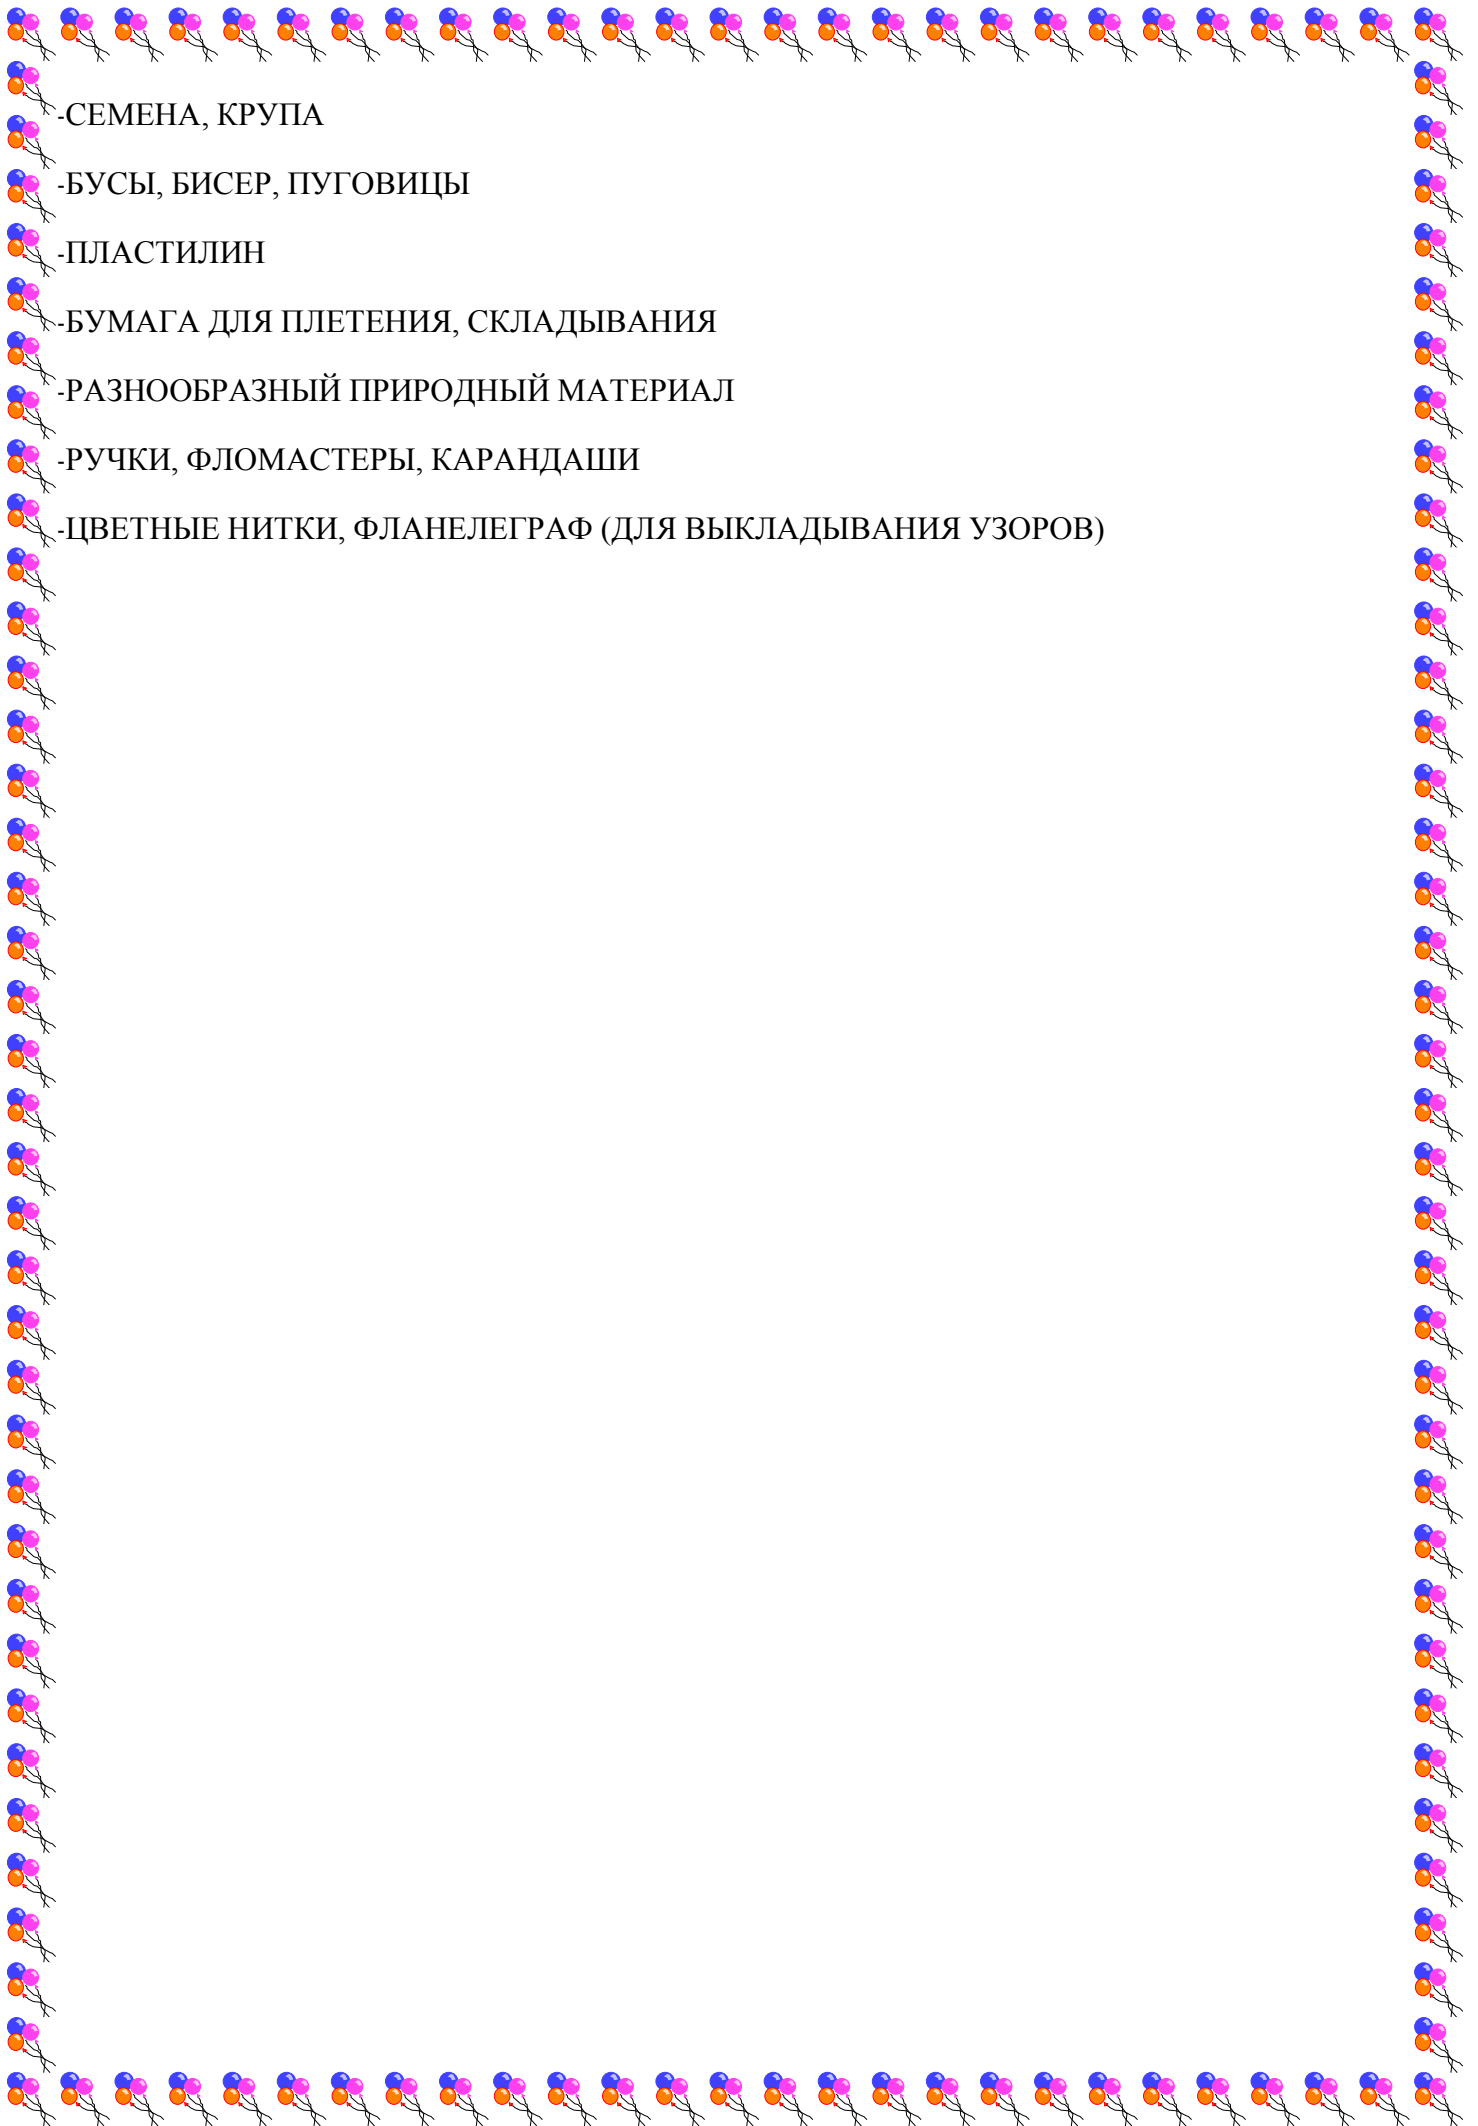 -СЕМЕНА, КРУПА
-БУСЫ, БИСЕР, ПУГОВИЦЫ
-ПЛАСТИЛИН
-БУМАГА ДЛЯ ПЛЕТЕНИЯ, СКЛАДЫВАНИЯ
-РАЗНООБРАЗНЫЙ ПРИРОДНЫЙ МАТЕРИАЛ
-РУЧКИ, ФЛОМАСТЕРЫ, КАРАНДАШИ
-ЦВЕТНЫЕ НИТКИ, ФЛАНЕЛЕГРАФ (ДЛЯ ВЫКЛАДЫВАНИЯ УЗОРОВ)